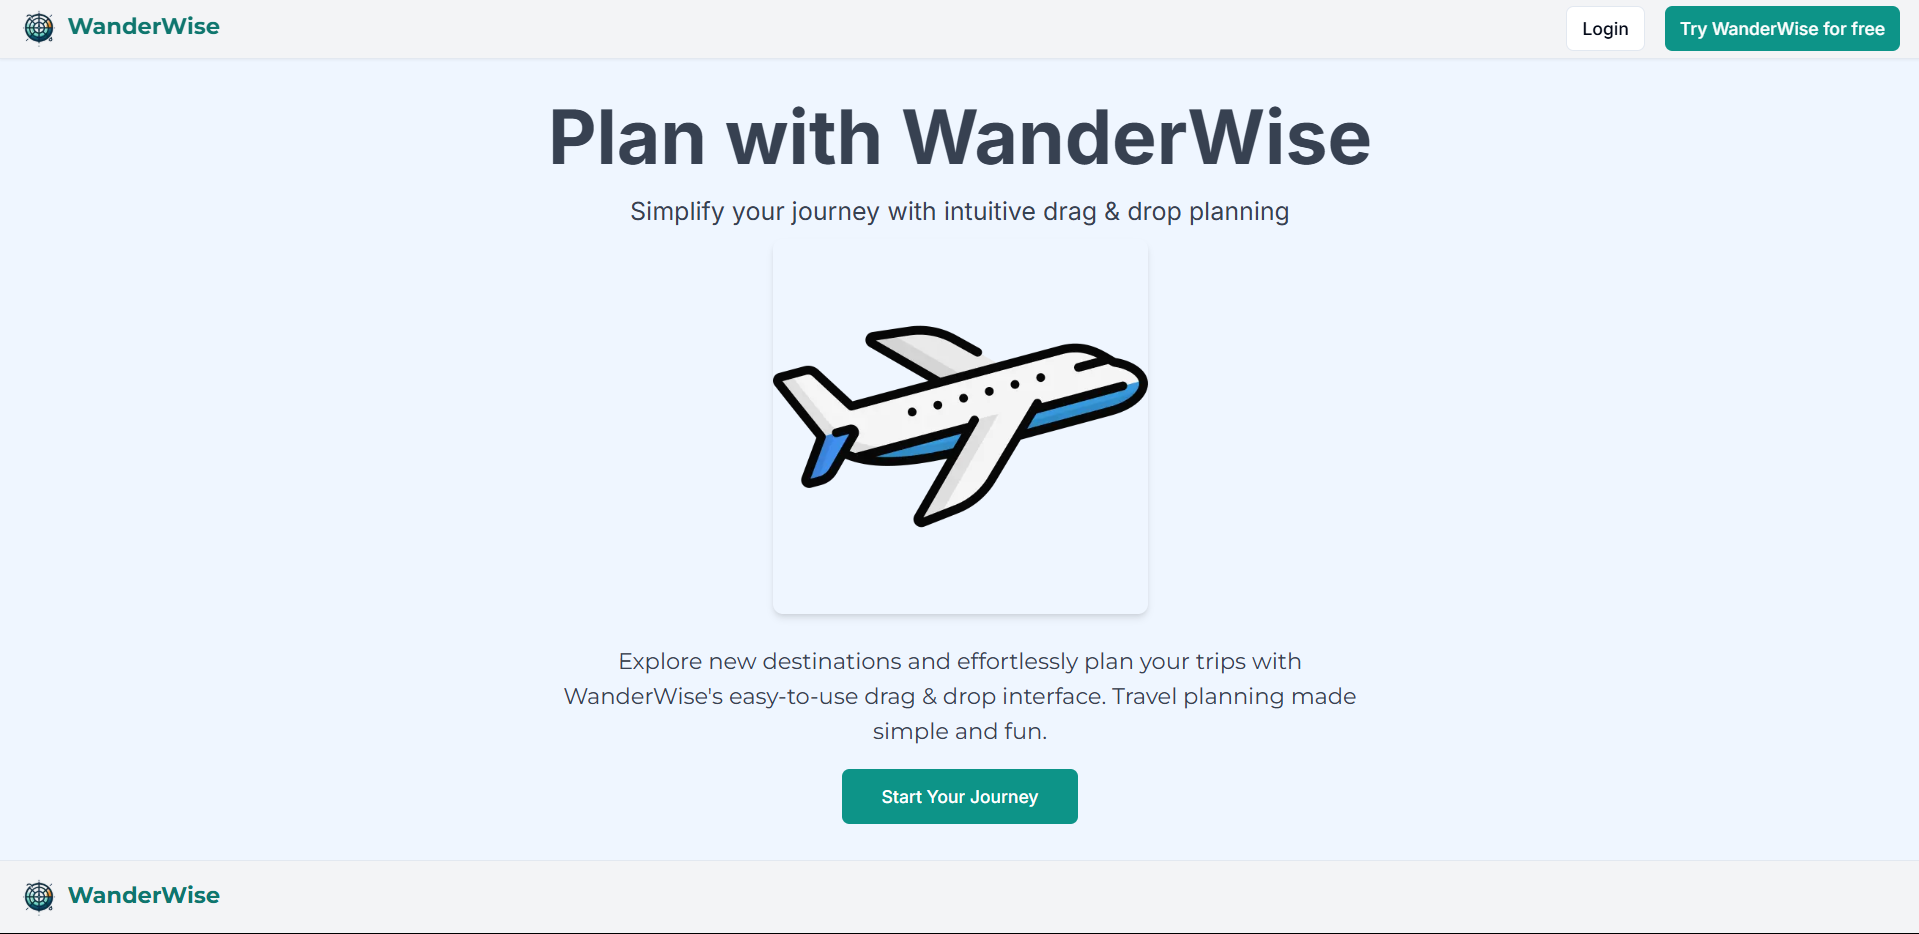 WanderWise
Login
Try WanderWise for free
Plan with WanderWise
Simplify your journey with intuitive drag & drop planning
Explore new destinations and effortlessly plan your trips with
WanderWise's easy-to-use drag & drop interface. Travel planning made
simple and fun.
Start Your Journey
WanderWise